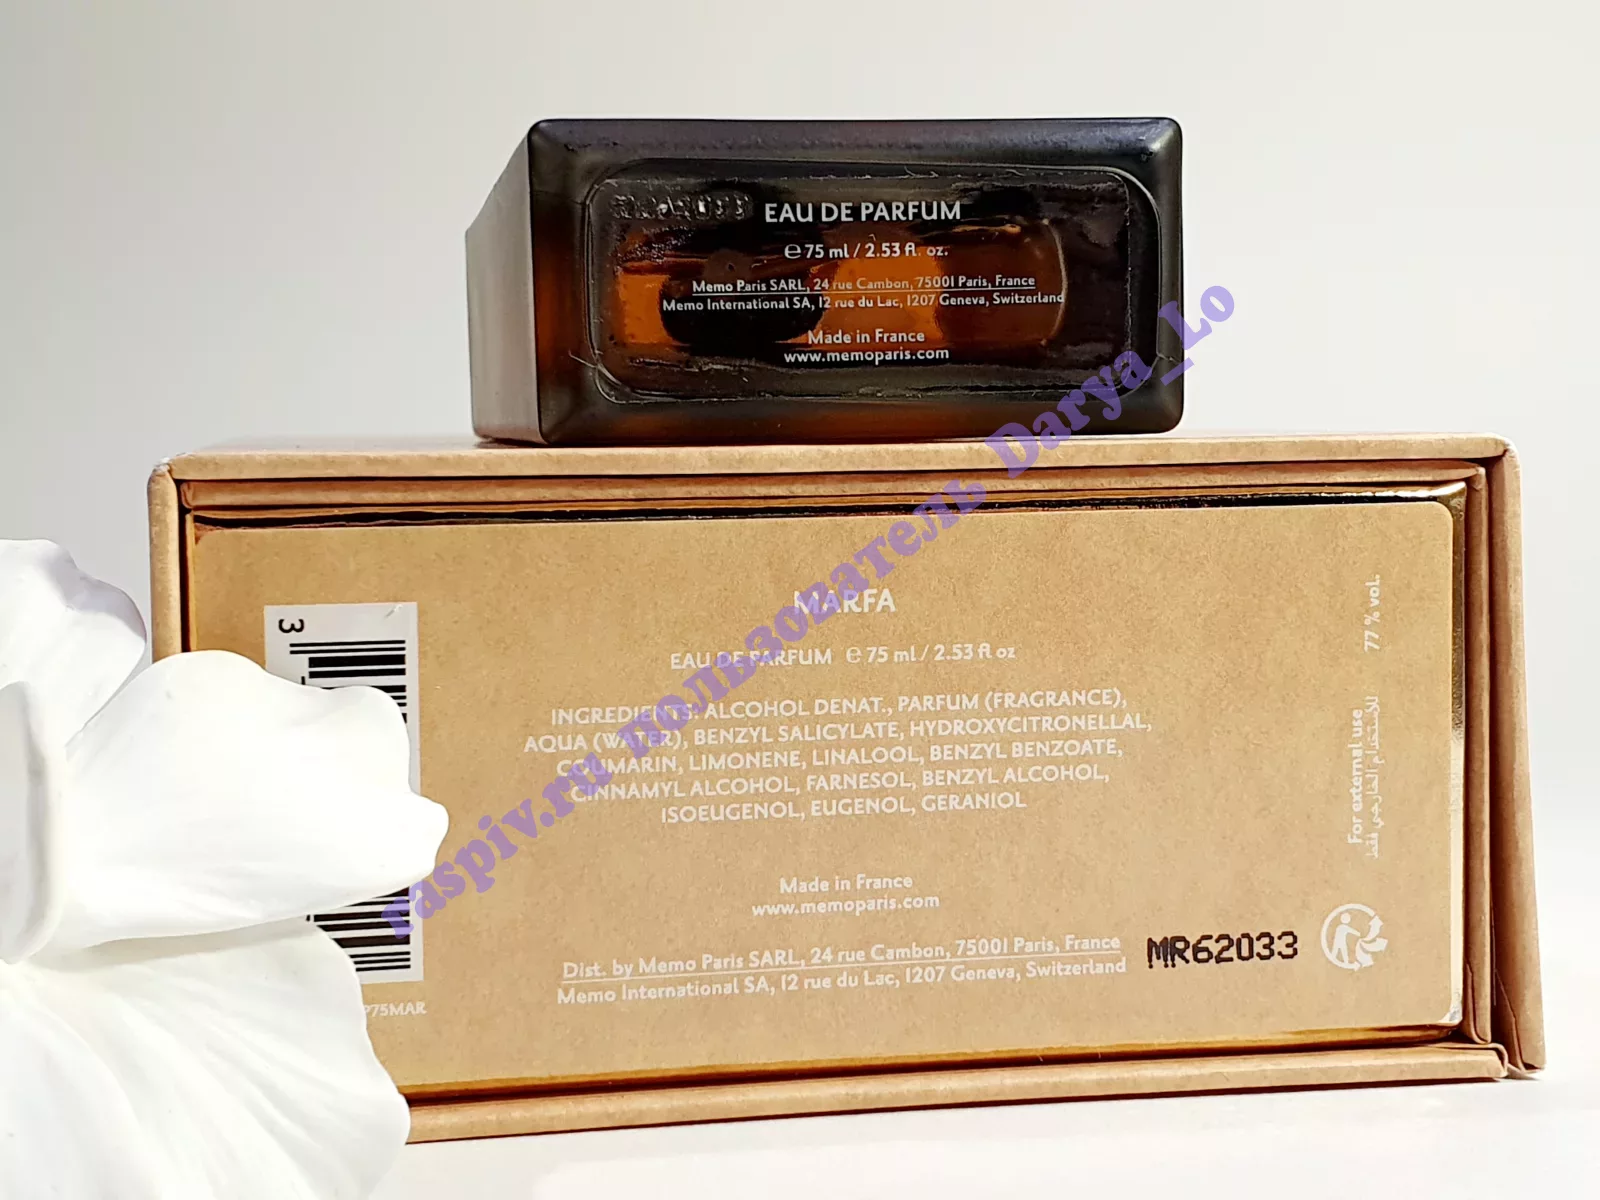 EAU DE PARFUM
℮ 75 ml / 2.53 fl. oz.
Memo Paris SARL, 24 rue Cambon, 75001 Paris, France
Memo International SA, 12 rue du Lac, 1207 Geneva, Switzerland
Made in France
www.memoparis.com
MARFA
EAU DE PARFUM ℮ 75 ml / 2.53 fl oz
INGREDIENTS: ALCOHOL DENAT., PARFUM (FRAGRANCE),
AQUA (WATER), BENZYL SALICYLATE, HYDROXYCITRONELLAL,
COUMARIN, LIMONENE, LINALOOL, BENZYL BENZOATE,
CINNAMYL ALCOHOL, FARNESOL, BENZYL ALCOHOL,
ISOEUGENOL, EUGENOL, GERANIOL
Made in France
www.memoparis.com
Dist. by Memo Paris SARL, 24 rue Cambon, 75001 Paris, France
Memo International SA, 12 rue du Lac, 1207 Geneva, Switzerland
MR62033
77 % vol.
For external use
للاستخدام الخارجي فقط
3
P75MAR
raspiv.ru пользователь Darya_Lo